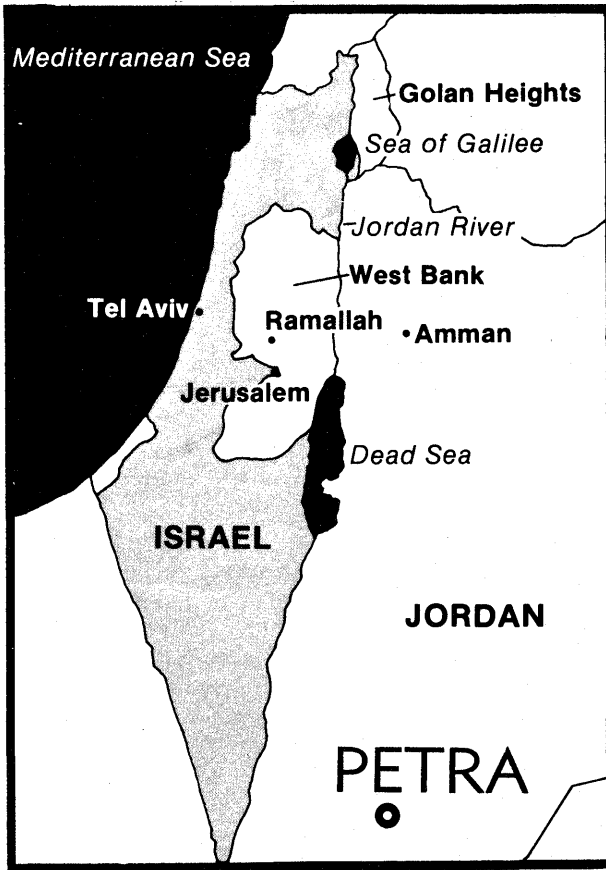 Mediterranean Sea
Golan Heights
Sea of Galilee
Jordan River
West Bank
Tel Aviv
Ramallah
Amman
Jerusalem
Dead Sea
ISRAEL
JORDAN
PETRA